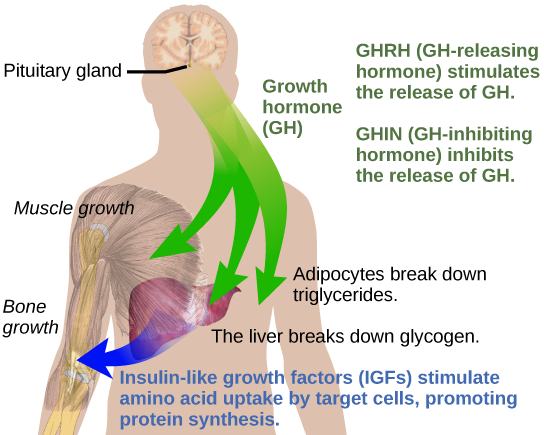 GHRH (GH-releasing
hormone) stimulates
the release of GH.
Pituitary gland
Growth
hormone
(GH)
GHIN (GH-inhibiting
hormone) inhibits
the release of GH.
Muscle growth
Adipocytes break down
triglycerides.
Bone
growth
The liver breaks down glycogen.
Insulin-like growth factors (IGFs) stimulate
amino acid uptake by target cells, promoting
protein synthesis.